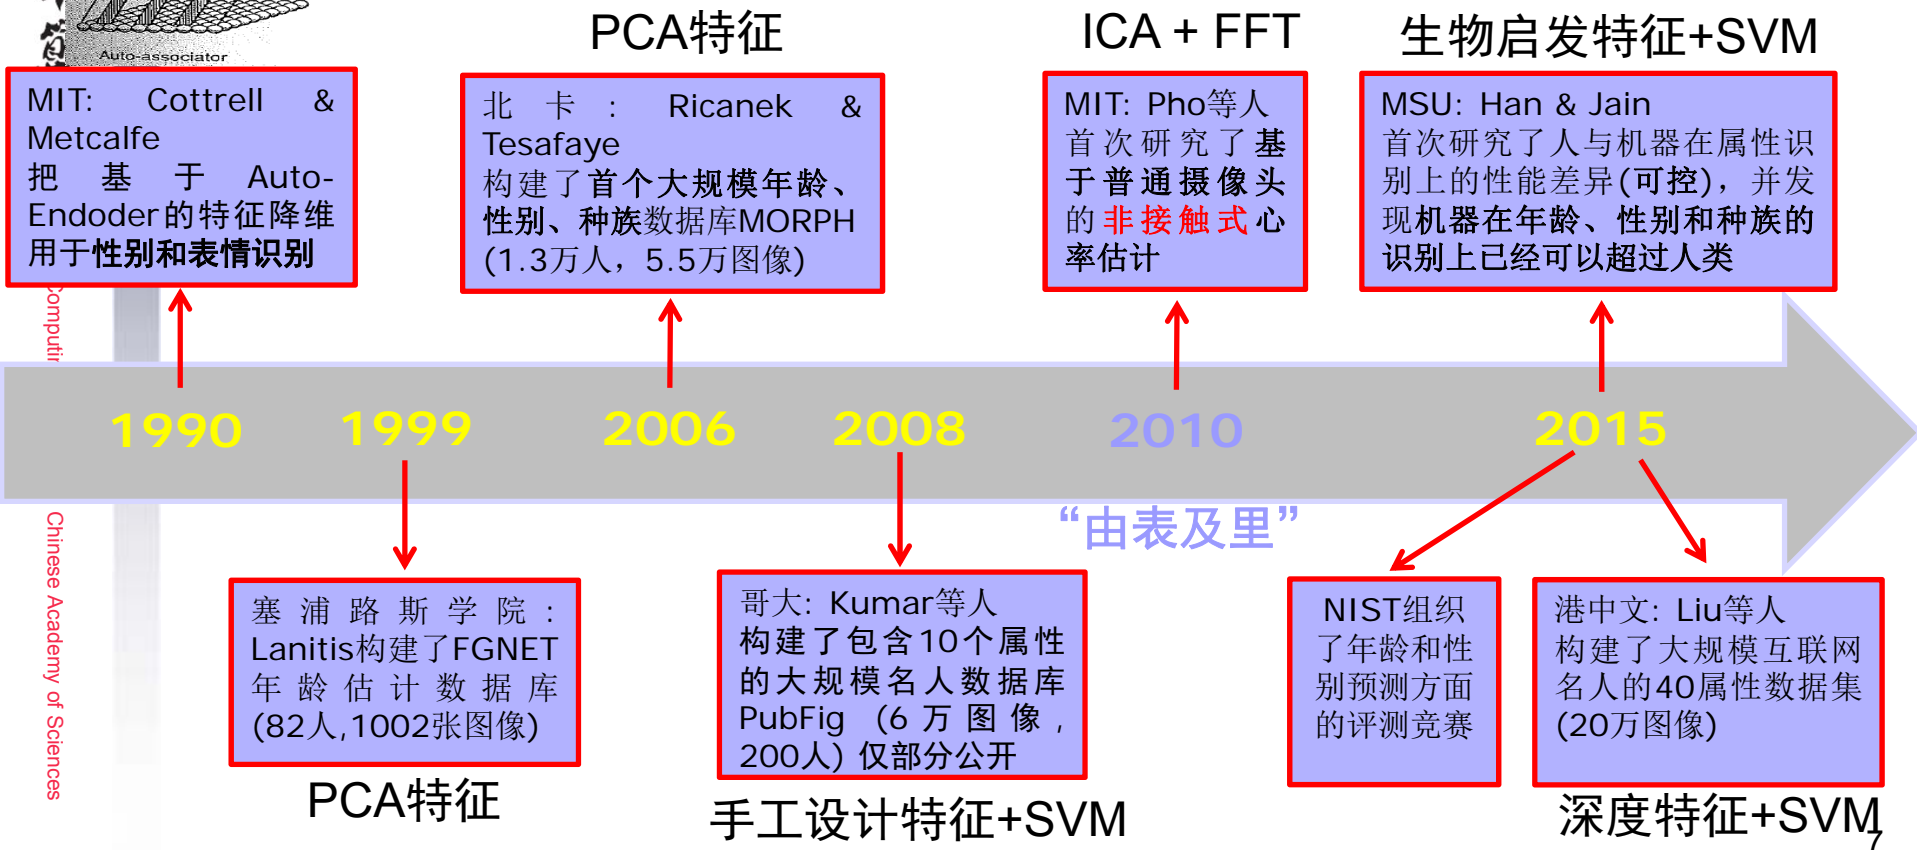 Auto-associator
PCA特征
ICA + FFT
生物启发特征+SVM
MIT: Cottrell &
Metcalfe
把基于Auto-
Endoder的特征降维
用于性别和表情识别
北卡: Ricanek &
Tesafaye
构建了首个大规模年龄、
性别、种族数据库MORPH
(1.3万人，5.5万图像)
MIT: Pho等人
首次研究了基
于普通摄像头
的非接触式心
率估计
MSU: Han & Jain
首次研究了人与机器在属性识
别上的性能差异(可控)，并发
现机器在年龄、性别和种族的
识别上已经可以超过人类
1990
1999
2006
2008
2010
2015
“由表及里”
塞浦路斯学院:
Lanitis构建了FGNET
年龄估计数据库
(82人,1002张图像)
PCA特征
哥大: Kumar等人
构建了包含10个属性
的大规模名人数据库
PubFig (6万图像,
200人) 仅部分公开
手工设计特征+SVM
NIST组织
了年龄和性
别预测方面
的评测竞赛
港中文: Liu等人
构建了大规模互联网
名人的40属性数据集
(20万图像)
深度特征+SVM
7
Chinese Academy of Sciences